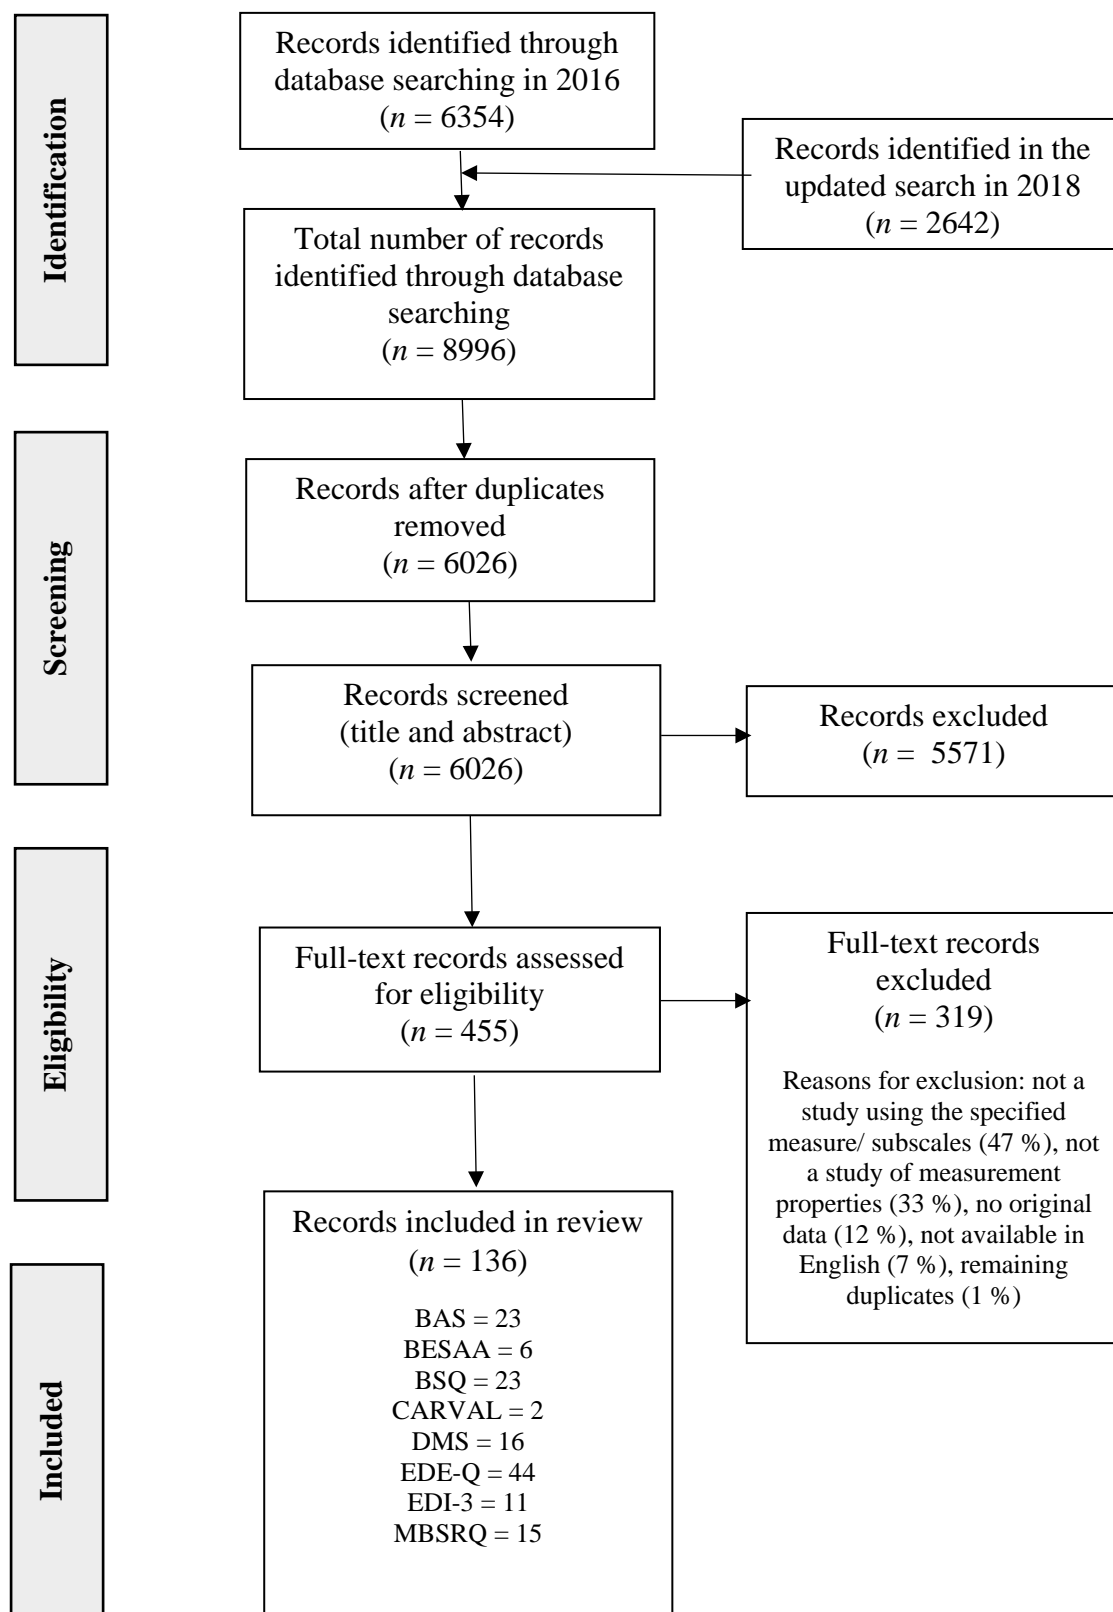 Identification
Records identified through
database searching in 2016
(n = 6354)
Records identified in the
updated search in 2018
(n = 2642)
Total number of records
identified through database
searching
(n = 8996)
Screening
Records after duplicates
removed
(n = 6026)
Records screened
(title and abstract)
(n = 6026)
Records excluded
(n =  5571)
Eligibility
Full-text records assessed
for eligibility
(n = 455)
Full-text records
excluded
(n = 319)
Reasons for exclusion: not a
study using the specified
measure/ subscales (47 %), not
a study of measurement
properties (33 %), no original
data (12 %), not available in
English (7 %), remaining
duplicates (1 %)
Included
Records included in review
(n = 136)
BAS = 23
BESAA = 6
BSQ = 23
CARVAL = 2
DMS = 16
EDE-Q = 44
EDI-3 = 11
MBSRQ = 15